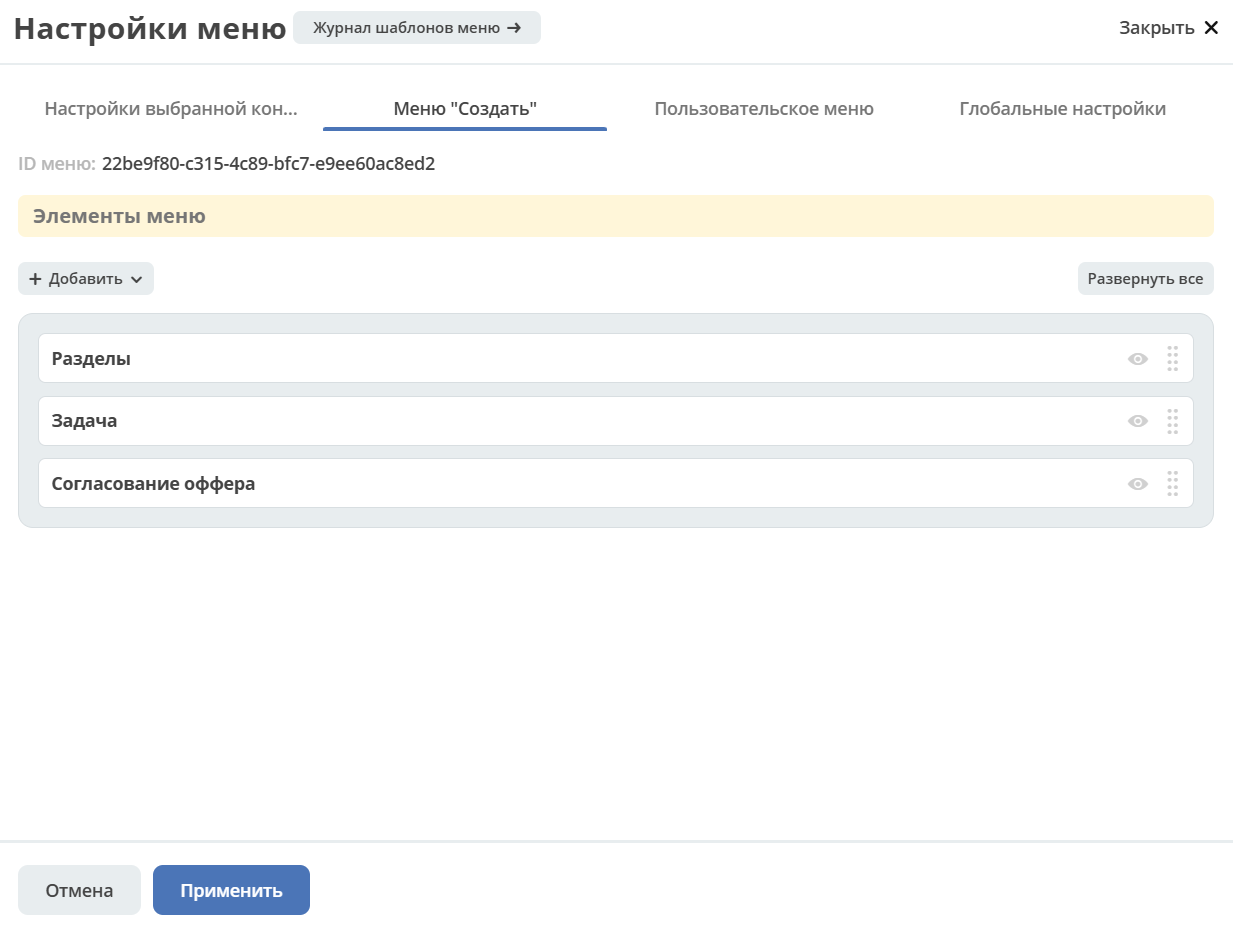 Настройки меню
Журнал шаблонов меню →
Закрыть ✕
Настройки выбранной кон...
Меню "Создать"
Пользовательское меню
Глобальные настройки
ID меню: 22be9f80-c315-4c89-bfc7-e9ee60ac8ed2
Элементы меню
+ Добавить
Развернуть все
Разделы
Задача
Согласование оффера
Отмена
Применить